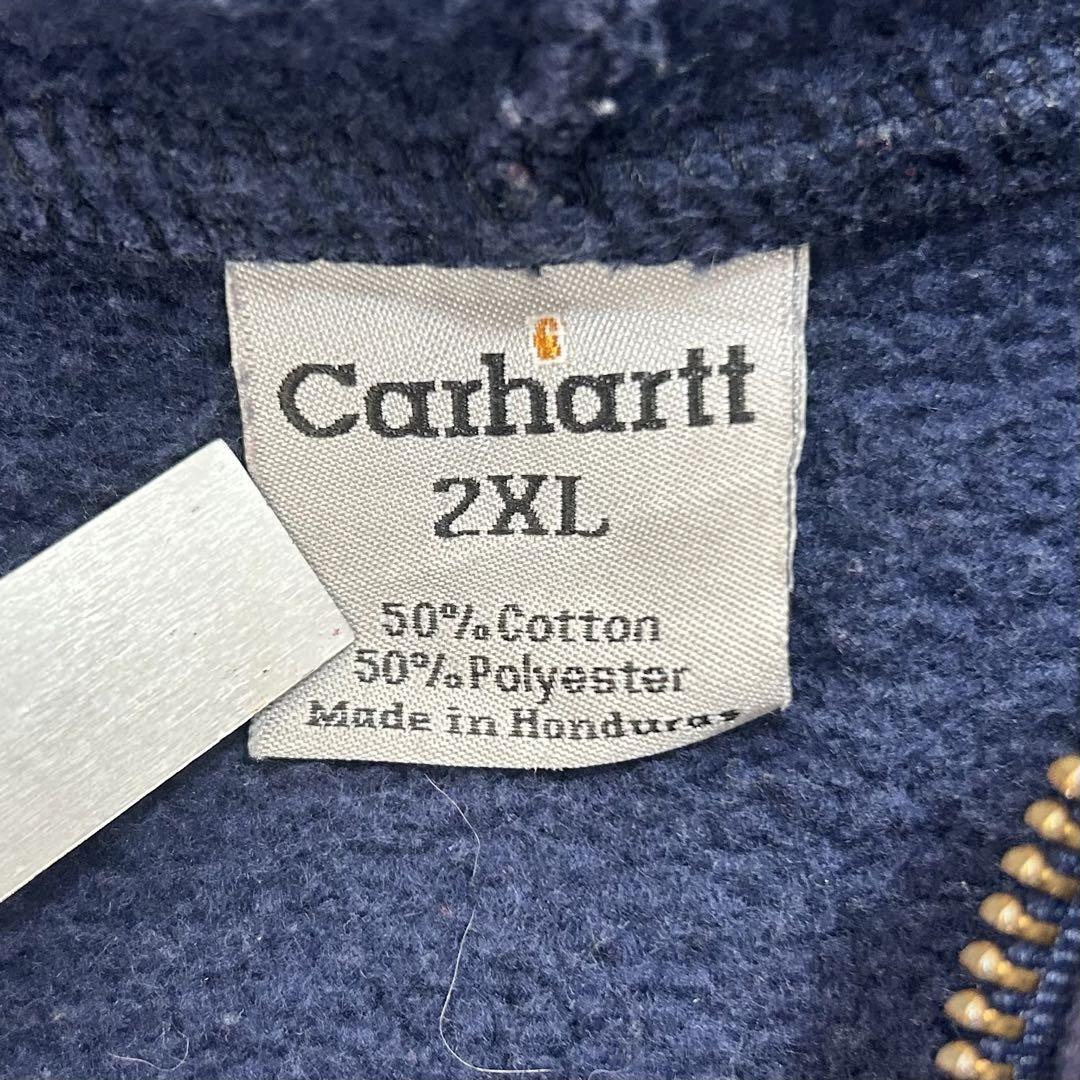 Carhartt
2XL
50% Cotton
50% Polyester
Made in Honduras